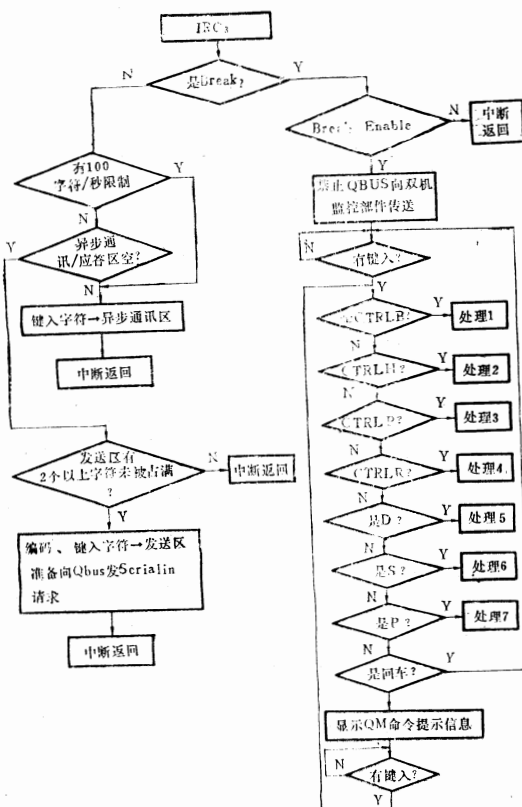 IRC₃
是Break?
N
Y
Break Enable
N
中断
返回
Y
禁止QBUS向双机
监控部件传送
有100
字符/秒限制
Y
N
异步通
讯/应答区空?
Y
N
键入字符→异步通讯区
中断返回
发送区有
2个以上字符未被占满
?
N
中断返回
Y
编码、键入字符→发送区
准备向Qbus发Serialin
请求
中断返回
N
有键入?
Y
是CTRLB?
Y
处理1
N
CTRLH?
Y
处理2
N
CTRLP?
Y
处理3
N
CTRLR?
Y
处理4
N
是D?
Y
处理5
N
是S?
Y
处理6
N
是P?
Y
处理7
N
是回车?
Y
N
显示QM命令提示信息
N
有键入?
Y